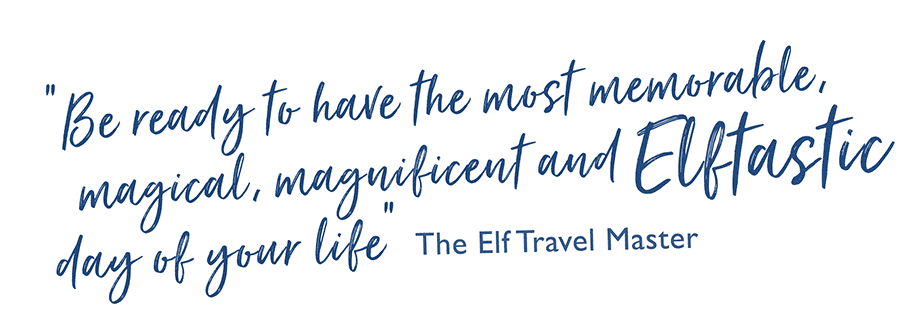 "Be ready to have the most memorable,
magical, magnificent and Elftastic
day of your life" The Elf Travel Master